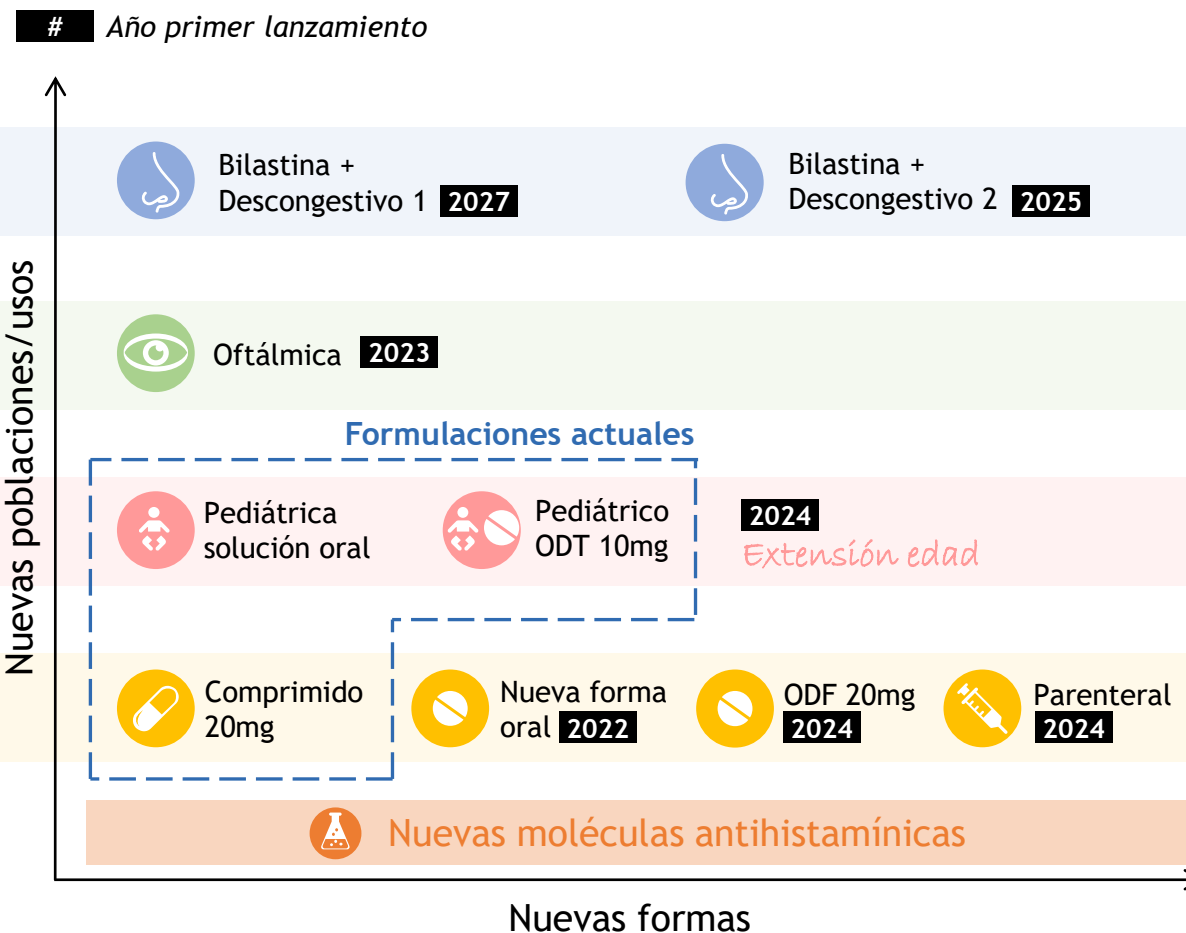 # Año primer lanzamiento
Bilastina +
Descongestivo 1 2027
Bilastina +
Descongestivo 2 2025
Oftálmica 2023
Formulaciones actuales
Pediátrica
solución oral
Pediátrico
ODT 10mg
2024
Extensión edad
Comprimido
20mg
Nueva forma
oral 2022
ODF 20mg
2024
Parenteral
2024
Nuevas moléculas antihistamínicas
Nuevas poblaciones/usos
Nuevas formas